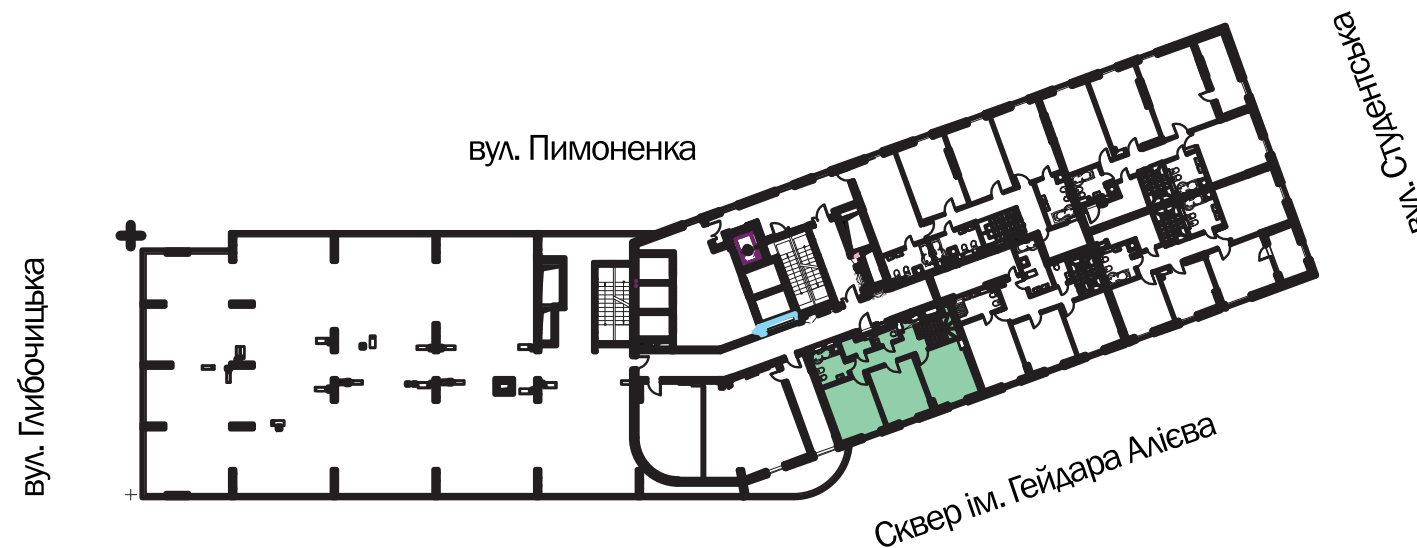 вул. Пимоненка
вул. Студентська
вул. Глибочицька
Сквер ім. Гейдара Алієва